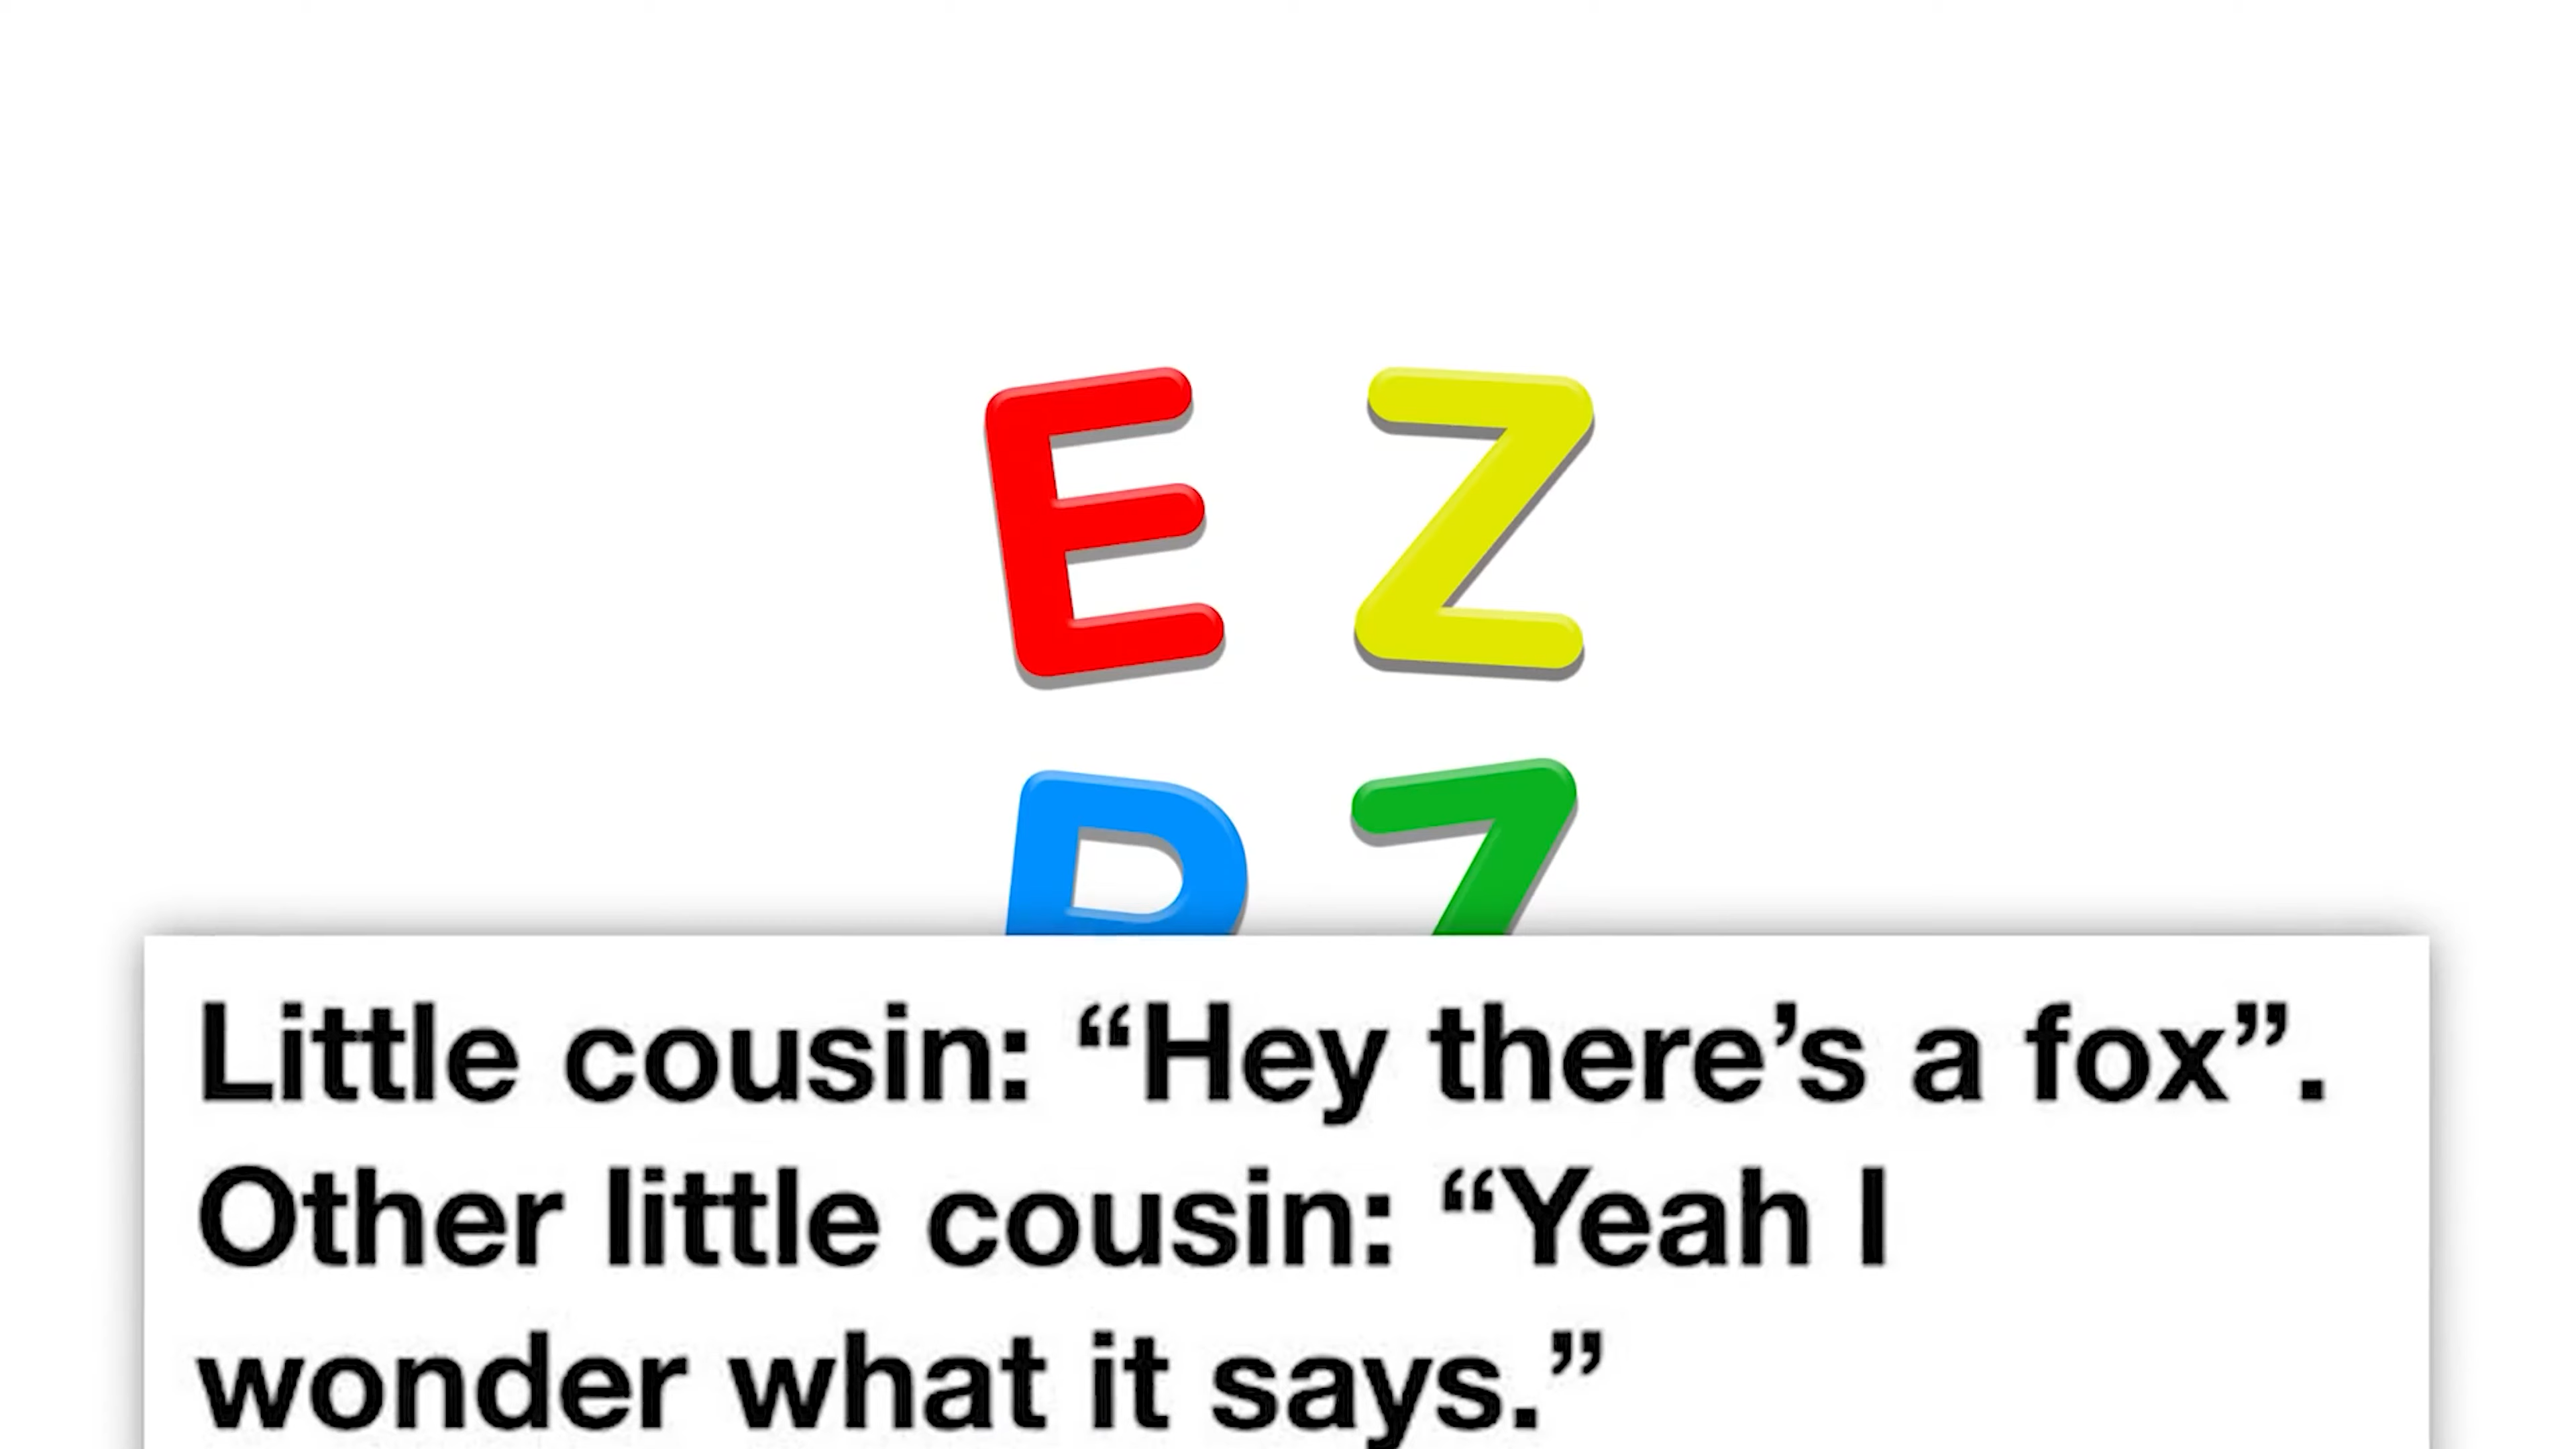 E Z
Little cousin: “Hey there’s a fox”.
Other little cousin: “Yeah I
wonder what it says.”